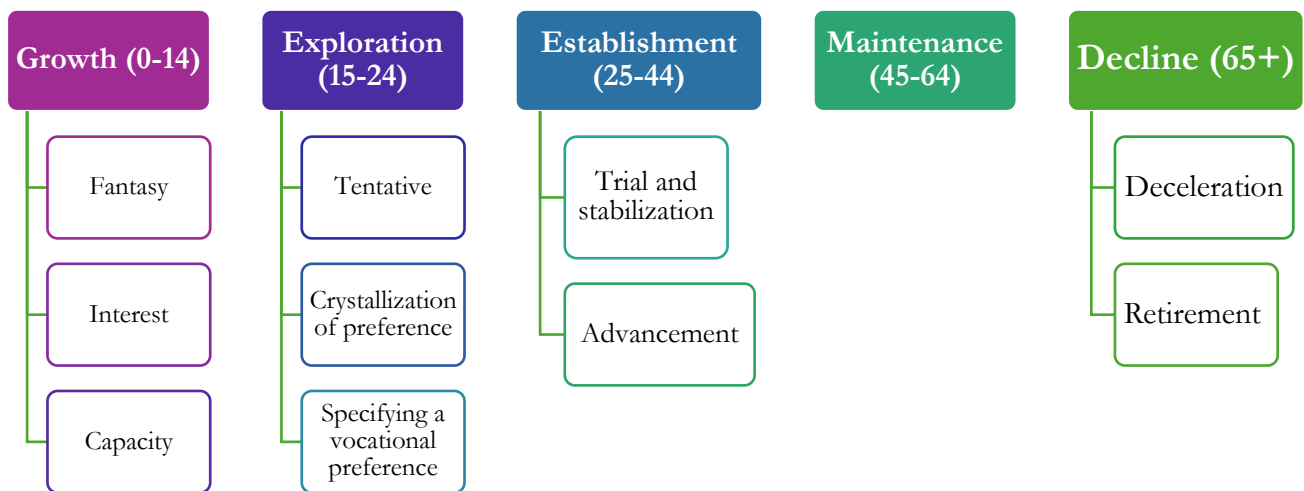 Growth (0-14)
Fantasy
Interest
Capacity
Exploration
(15-24)
Tentative
Crystallization
of preference
Specifying a
vocational
preference
Establishment
(25-44)
Trial and
stabilization
Advancement
Maintenance
(45-64)
Decline (65+)
Deceleration
Retirement